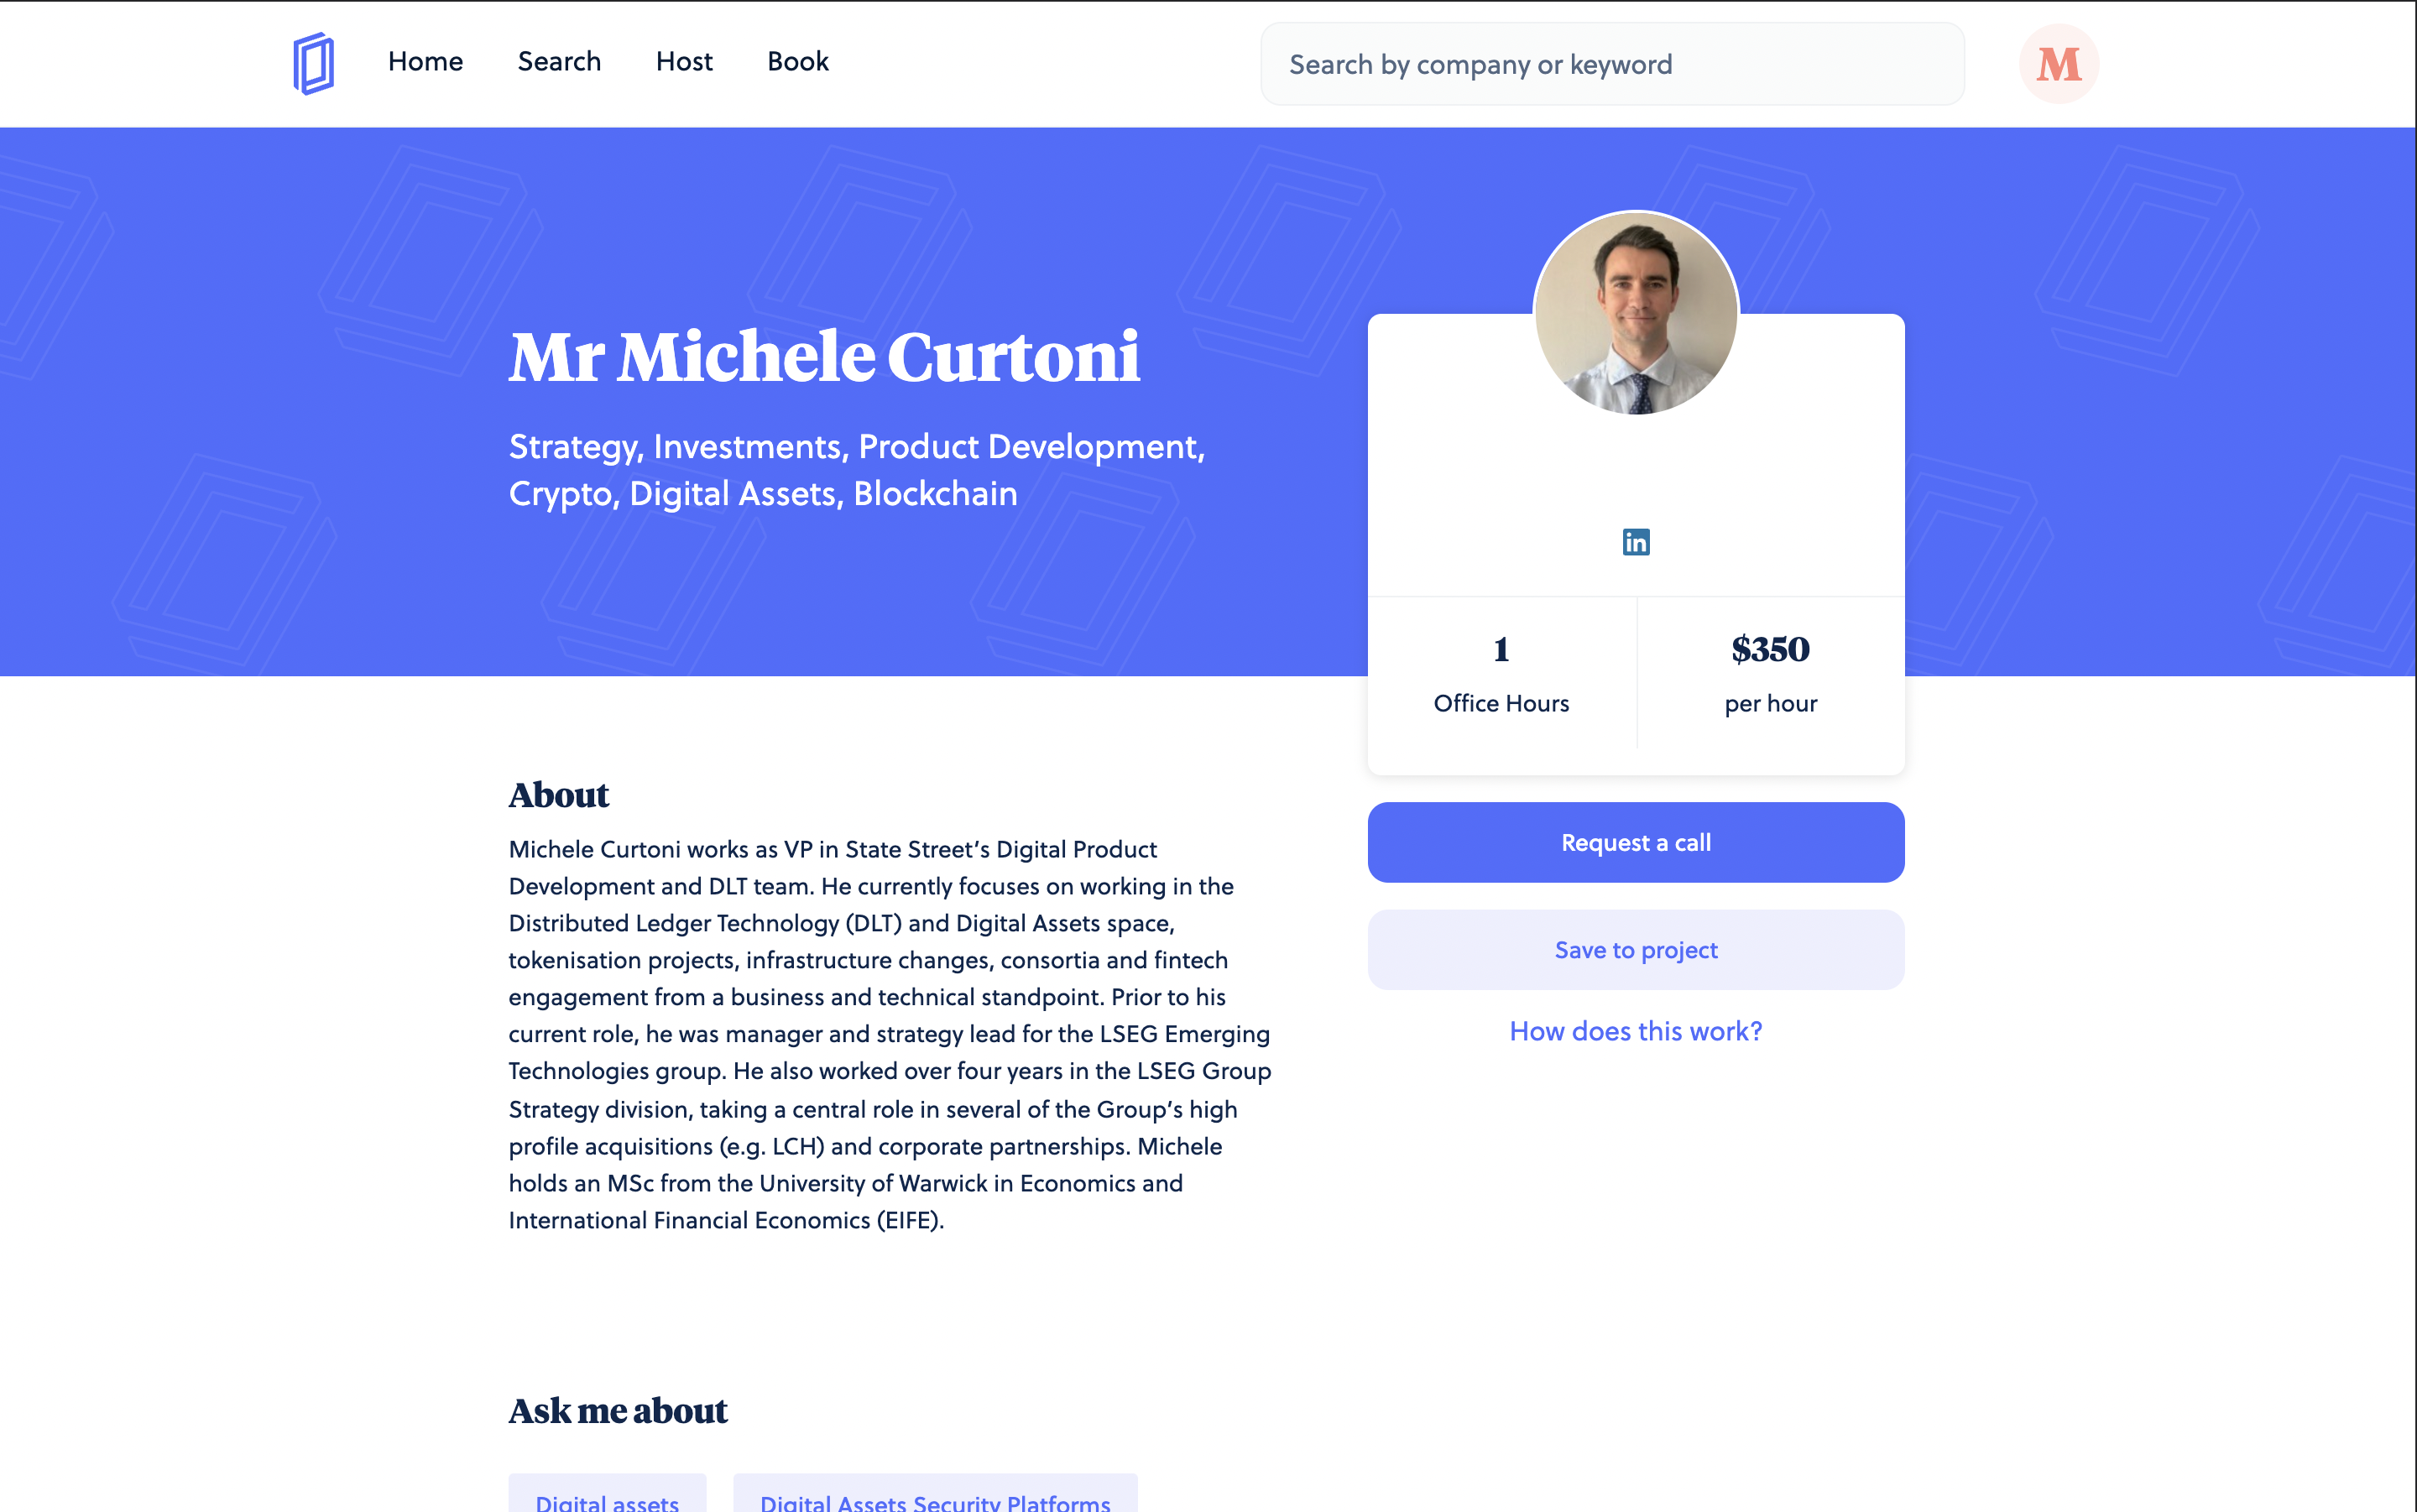 Home
Search
Host
Book
Search by company or keyword
M
Mr Michele Curtoni
Strategy, Investments, Product Development,
Crypto, Digital Assets, Blockchain
in
1
Office Hours
$350
per hour
Request a call
Save to project
How does this work?
About
Michele Curtoni works as VP in State Street’s Digital Product
Development and DLT team. He currently focuses on working in the
Distributed Ledger Technology (DLT) and Digital Assets space,
tokenisation projects, infrastructure changes, consortia and fintech
engagement from a business and technical standpoint. Prior to his
current role, he was manager and strategy lead for the LSEG Emerging
Technologies group. He also worked over four years in the LSEG Group
Strategy division, taking a central role in several of the Group’s high
profile acquisitions (e.g. LCH) and corporate partnerships. Michele
holds an MSc from the University of Warwick in Economics and
International Financial Economics (EIFE).
Ask me about
Digital assets
Digital Assets Security Platforms